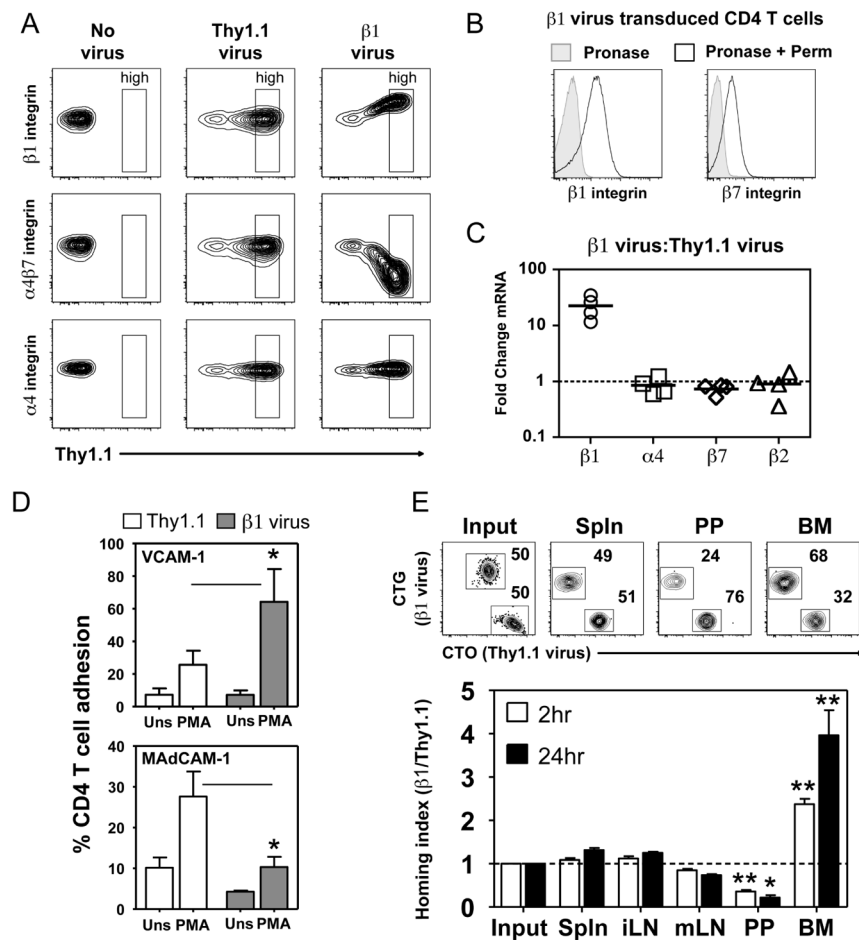 A
No virus
Thy1.1 virus
β1 virus
high
high
high
β1 integrin
α4β7 integrin
α4 integrin
Thy1.1
B
β1 virus transduced CD4 T cells
Pronase
Pronase + Perm
β1 integrin
β7 integrin
C
β1 virus:Thy1.1 virus
Fold Change mRNA
100
10
1
0.1
β1
α4
β7
β2
D
Thy1.1
β1 virus
% CD4 T cell adhesion
VCAM-1
*
100
80
60
40
20
0
Uns PMA
Uns PMA
MAdCAM-1
*
40
30
20
10
0
Uns PMA
Uns PMA
E
Input
Spln
PP
BM
CTG
(β1 virus)
50
50
49
51
24
76
68
32
CTO (Thy1.1 virus)
Homing index (β1/Thy1.1)
5
4
3
2
1
0
2hr
24hr
**
*
**
**
Input
Spln
iLN
mLN
PP
BM